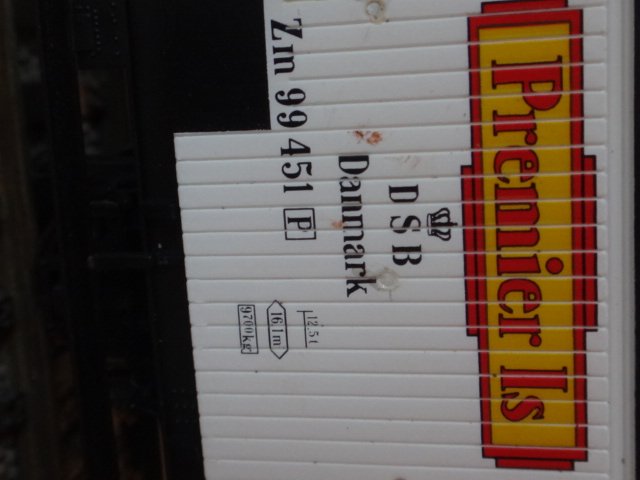 Premier Is
DSB
Danmark
Zm 99 451 P
12.5 t
16.1 m
9700 kg